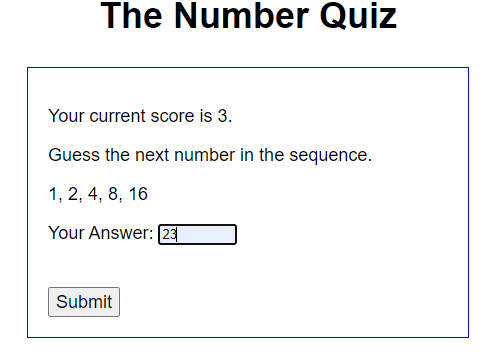 The Number Quiz
Your current score is 3.
Guess the next number in the sequence.
1, 2, 4, 8, 16
Your Answer: 23
Submit